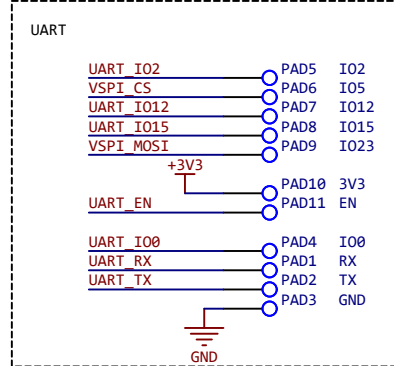 UART
UART_IO2 PAD5 IO2
VSPI_CS PAD6 IO5
UART_IO12 PAD7 IO12
UART_IO15 PAD8 IO15
VSPI_MOSI PAD9 IO23
+3V3
PAD10 3V3
UART_EN PAD11 EN
UART_IO0 PAD4 IO0
UART_RX PAD1 RX
UART_TX PAD2 TX
PAD3 GND
GND